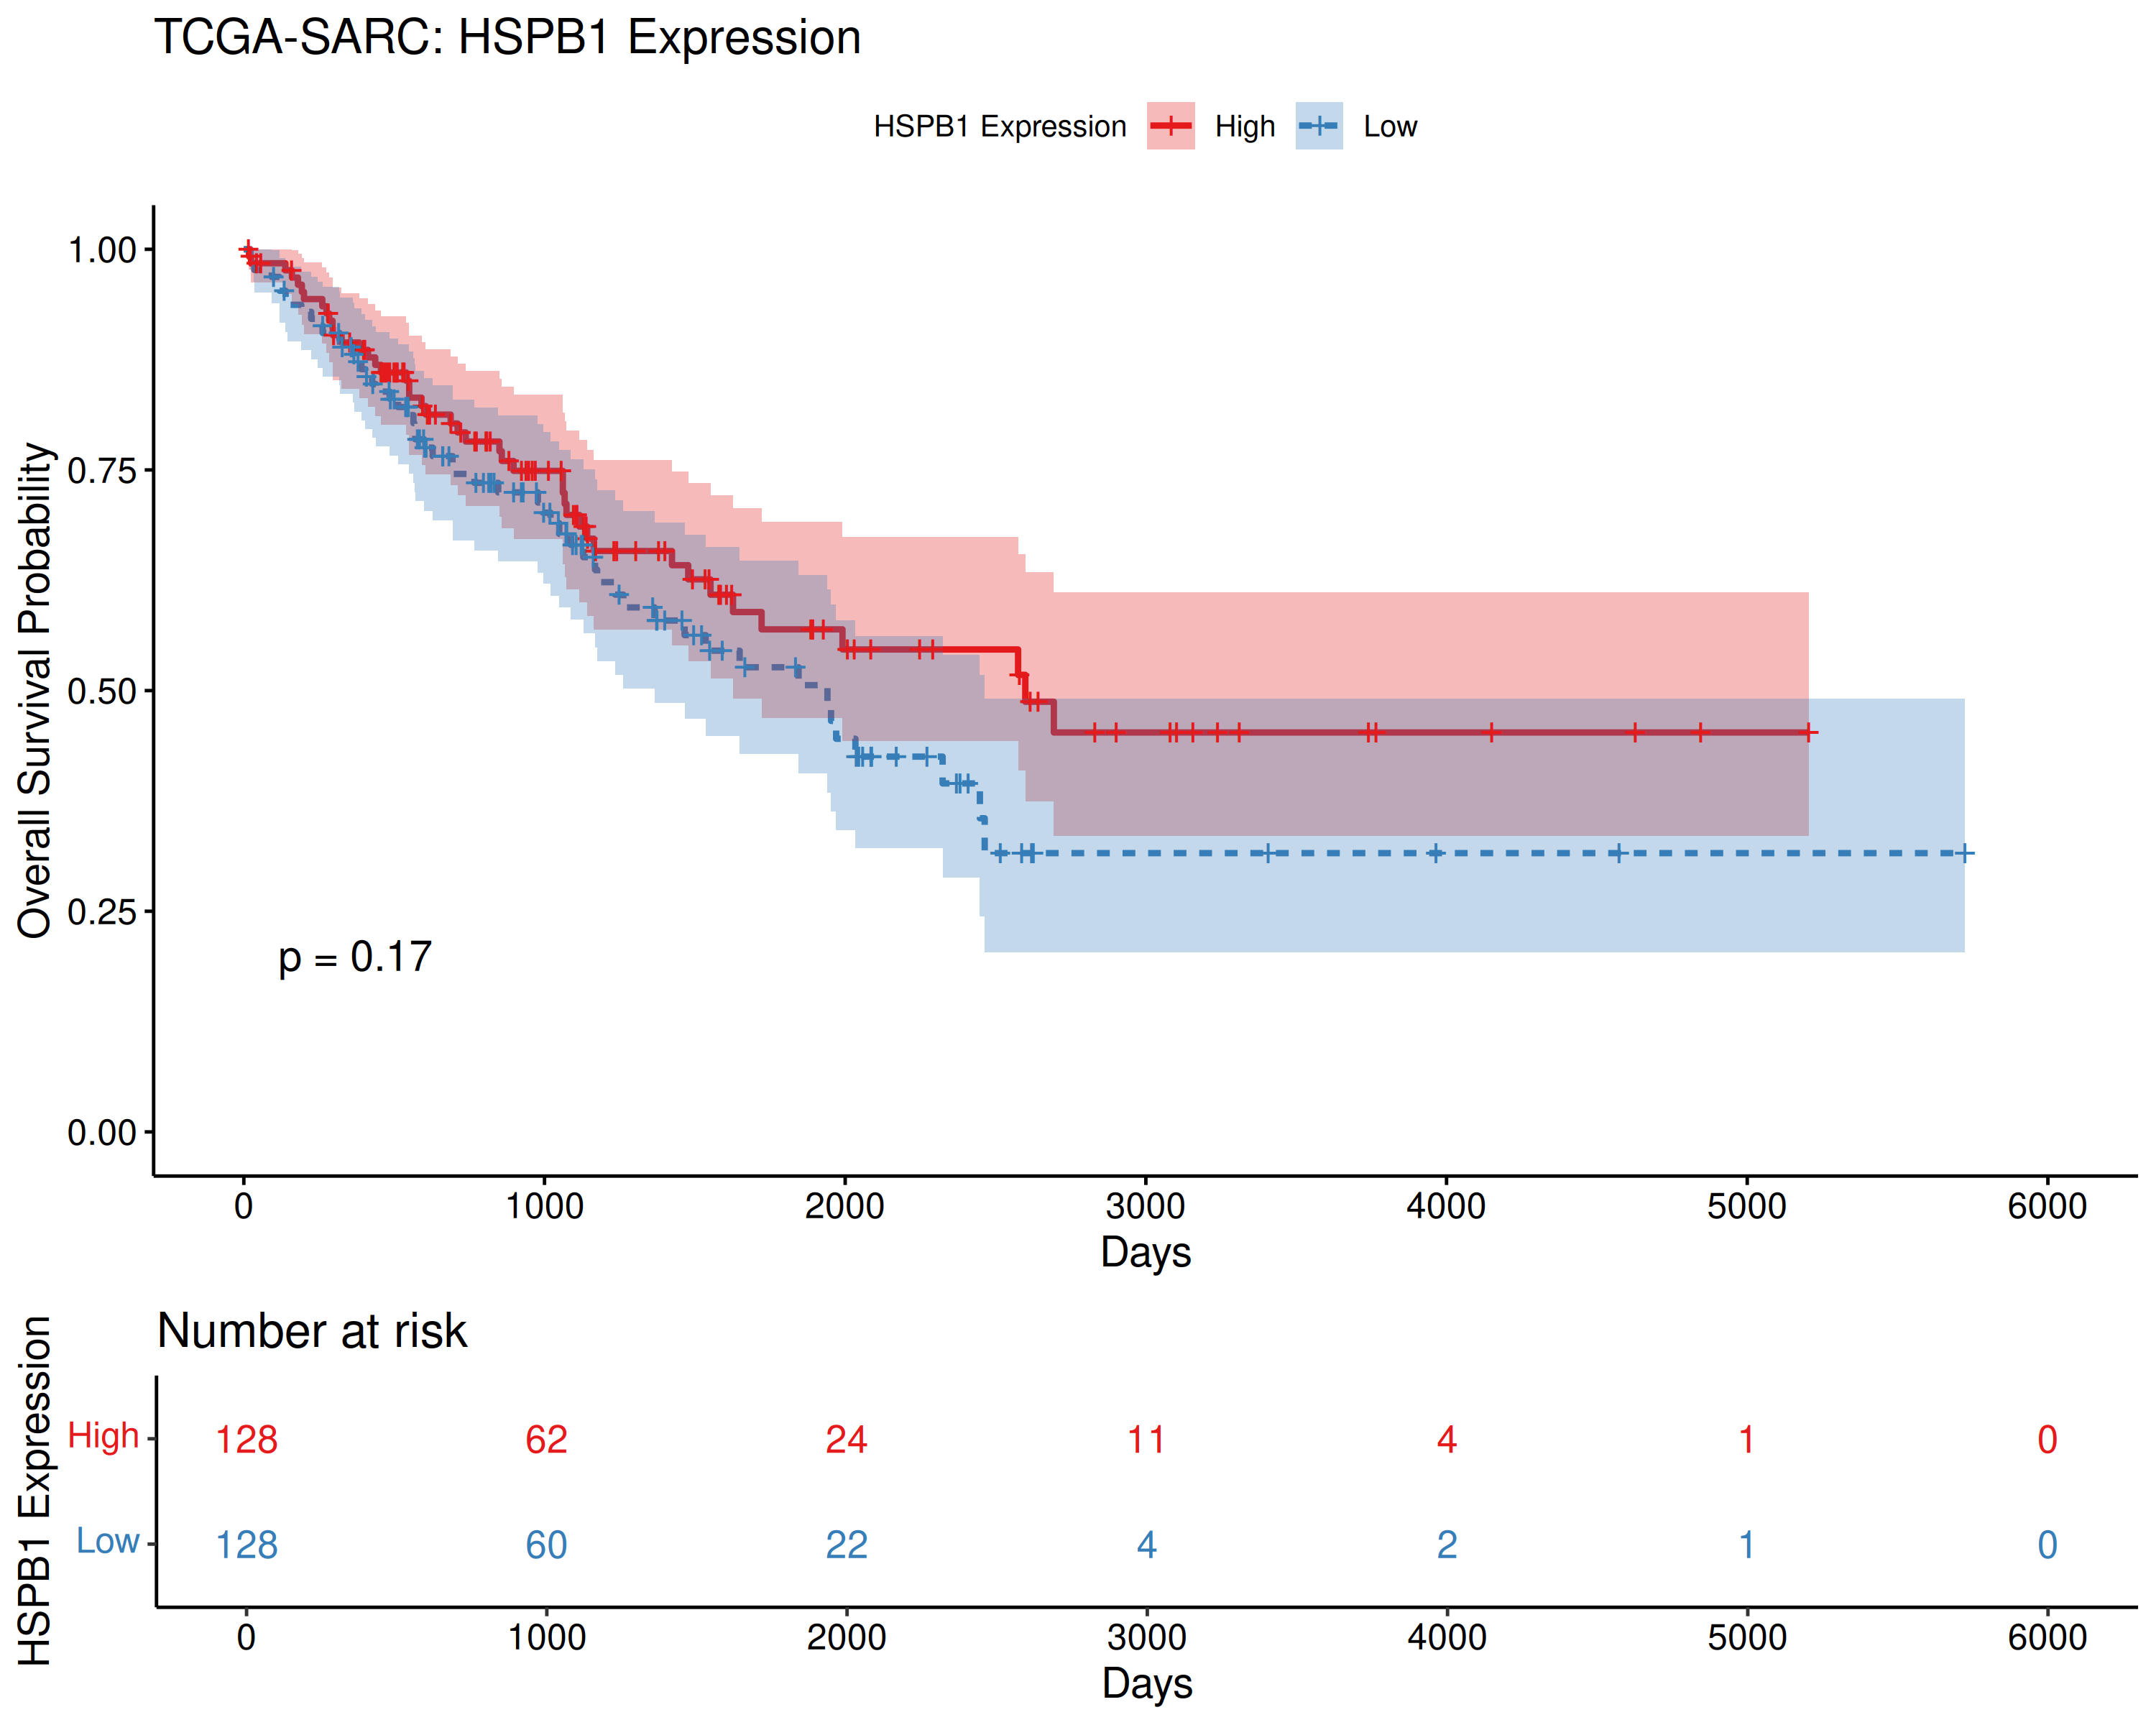 TCGA-SARC: HSPB1 Expression
HSPB1 Expression High Low
Overall Survival Probability
1.00
0.75
0.50
0.25
0.00
p = 0.17
0 1000 2000 3000 4000 5000 6000
Days
Number at risk
HSPB1 Expression
High 128 62 24 11 4 1 0
Low 128 60 22 4 2 1 0
0 1000 2000 3000 4000 5000 6000
Days